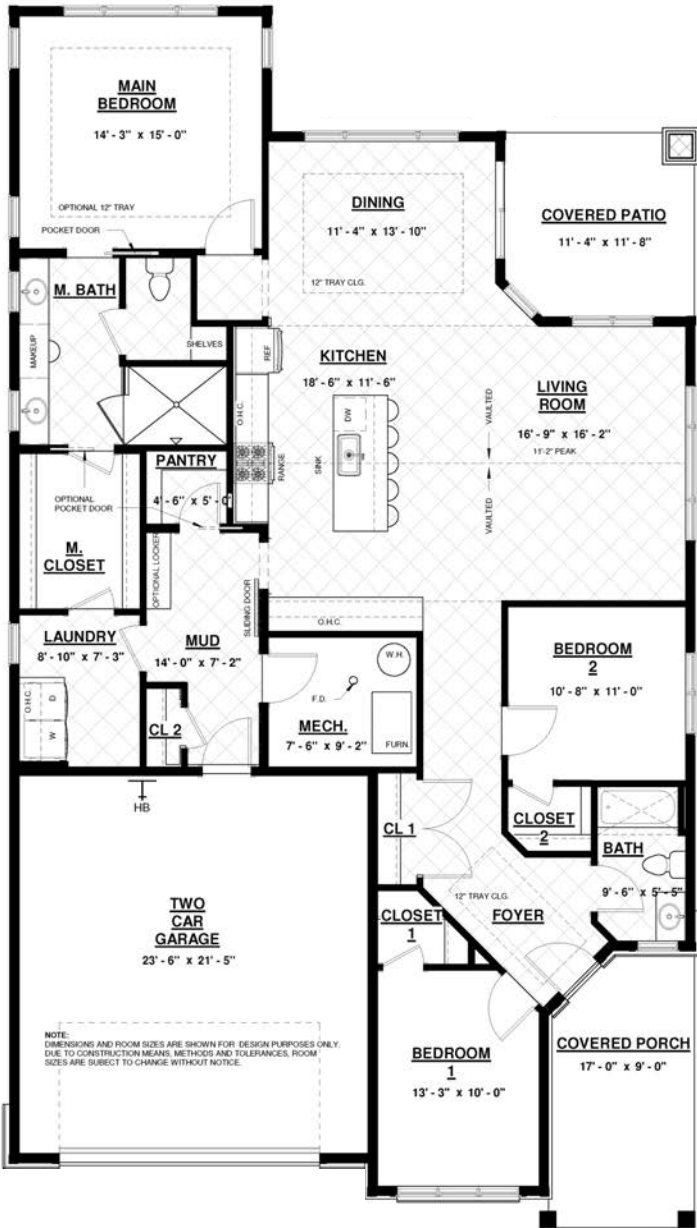 MAIN
BEDROOM
14' - 3" x 15' - 0"
OPTIONAL 12" TRAY
POCKET DOOR
DINING
11' - 4" x 13' - 10"
12" TRAY CLG.
COVERED PATIO
11' - 4" x 11' - 8"
M. BATH
MAKEUP
SHELVES
REF
KITCHEN
18' - 6" x 11' - 6"
O.H.C.
DW
SINK
RANGE
LIVING
ROOM
16' - 9" x 16' - 2"
11'-2" PEAK
VAULTED
VAULTED
PANTRY
4' - 6" x 5' - 0
OPTIONAL
POCKET DOOR
M.
CLOSET
OPTIONAL LOCKER
SLIDING DOOR
O.H.C.
LAUNDRY
8' - 10" x 7' - 3"
O.H.C.
D
W
MUD
14' - 0" x 7' - 2"
CL 2
W.H.
F.D.
MECH.
7' - 6" x 9' - 2"
FURN.
BEDROOM
2
10' - 8" x 11' - 0"
HB
CL 1
CLOSET
2
BATH
9' - 6" x 5' - 5"
12" TRAY CLG.
FOYER
CLOSET
1
TWO
CAR
GARAGE
23' - 6" x 21' - 5"
NOTE:
DIMENSIONS AND ROOM SIZES ARE SHOWN FOR DESIGN PURPOSES ONLY.
DUE TO CONSTRUCTION MEANS, METHODS AND TOLERANCES, ROOM
SIZES ARE SUBECT TO CHANGE WITHOUT NOTICE.
BEDROOM
1
13' - 3" x 10' - 0"
COVERED PORCH
17' - 0" x 9' - 0"